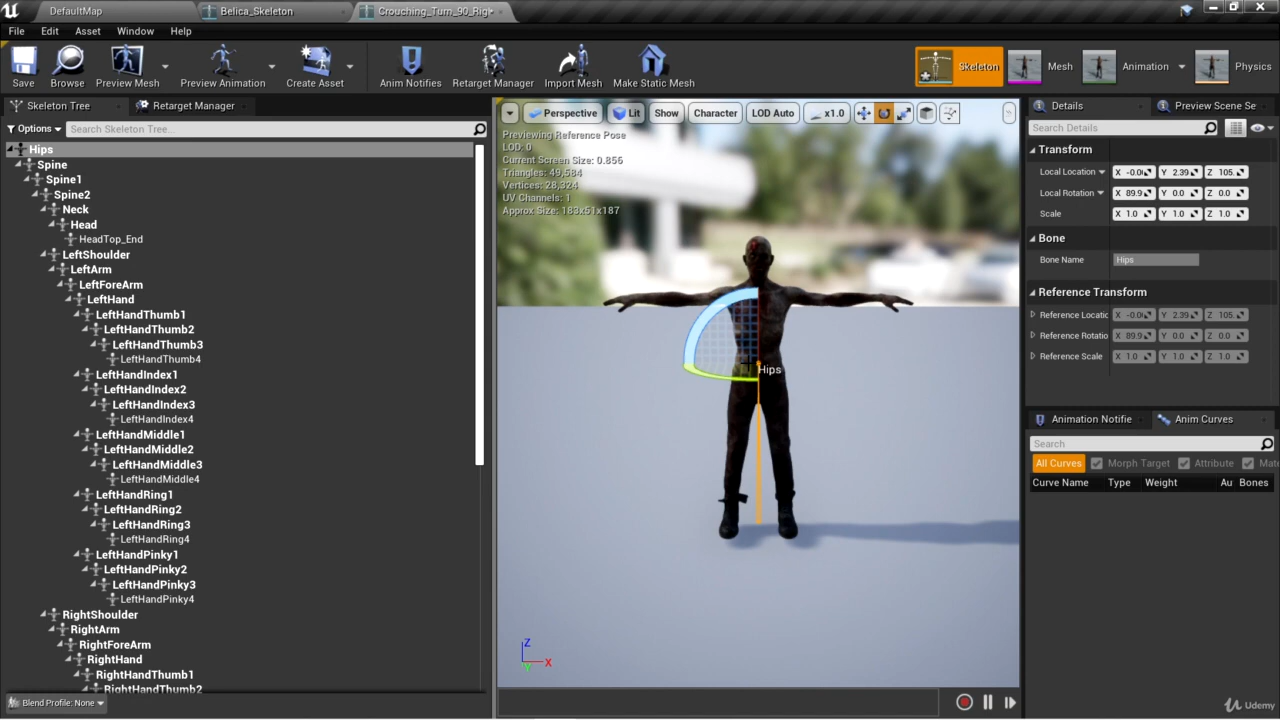 DefaultMap
Belica_Skeleton
Crouching_Turn_90_Righ
File Edit Asset Window Help
Save Browse Preview Mesh Preview Animation Create Asset Anim Notifies Retarget Manager Import Mesh Make Static Mesh
Skeleton Mesh Animation Physics
Skeleton Tree
Retarget Manager
Options
Search Skeleton Tree...
Hips
Spine
Spine1
Spine2
Neck
Head
HeadTop_End
LeftShoulder
LeftArm
LeftForeArm
LeftHand
LeftHandThumb1
LeftHandThumb2
LeftHandThumb3
LeftHandThumb4
LeftHandIndex1
LeftHandIndex2
LeftHandIndex3
LeftHandIndex4
LeftHandMiddle1
LeftHandMiddle2
LeftHandMiddle3
LeftHandMiddle4
LeftHandRing1
LeftHandRing2
LeftHandRing3
LeftHandRing4
LeftHandPinky1
LeftHandPinky2
LeftHandPinky3
LeftHandPinky4
RightShoulder
RightArm
RightForeArm
RightHand
RightHandThumb1
RightHandThumb2
Blend Profile: None
Perspective Lit Show Character LOD Auto x1.0
Previewing Reference Pose
LOD: 0
Current Screen Size: 0.856
Triangles: 49,584
Vertices: 28,324
UV Channels: 1
Approx Size: 183x51x187
Hips
Z
X
Y
Details
Preview Scene Se
Search Details
Transform
Local Location X -0.0 Y 2.39 Z 105.
Local Rotation X 89.9 Y 0.0 Z 0.0
Scale X 1.0 Y 1.0 Z 1.0
Bone
Bone Name Hips
Reference Transform
Reference Locatic X -0.0 Y 2.39 Z 105.
Reference Rotatio X 89.9 Y 0.0 Z 0.0
Reference Scale X 1.0 Y 1.0 Z 1.0
Animation Notifie
Anim Curves
Search
All Curves Morph Target Attribute Mate
Curve Name Type Weight Au Bones
Udemy